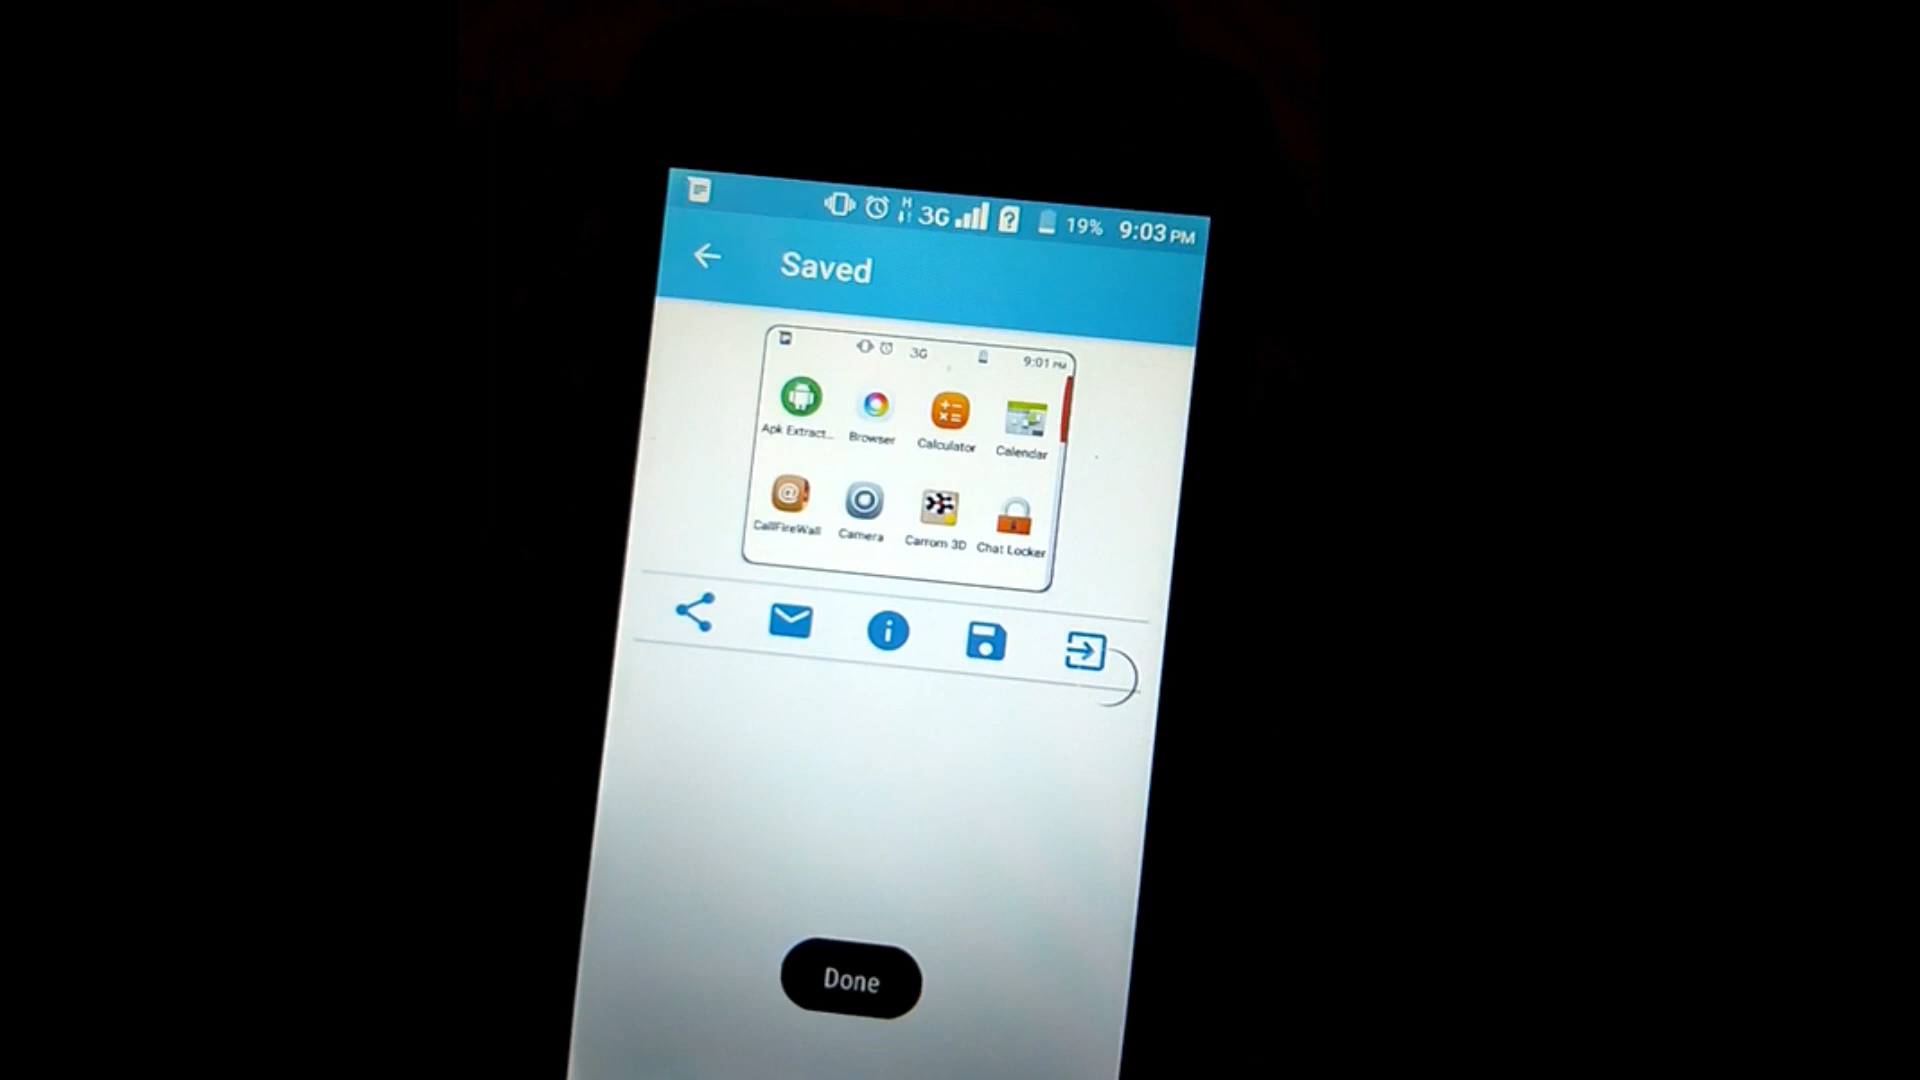 H 3G 19% 9:03 PM
Saved
3G 9:01 PM
Apk Extract... Browser Calculator Calendar
CallFireWall Camera Carrom 3D Chat Locker
Done